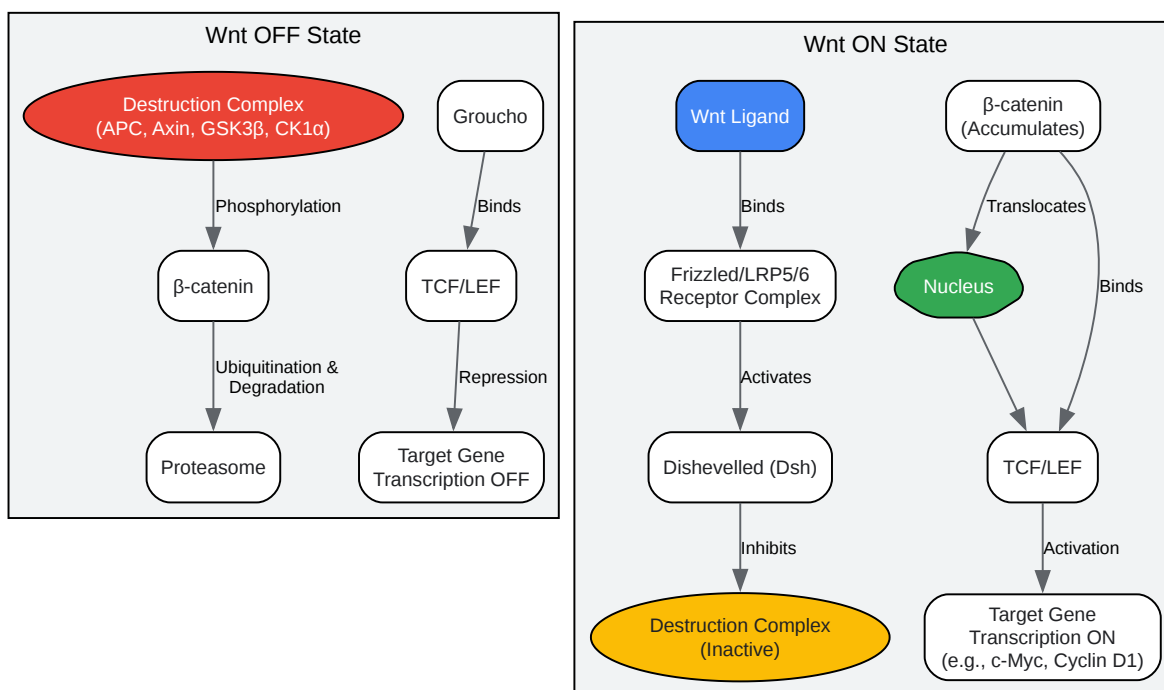 Wnt OFF State
Destruction Complex
(APC, Axin, GSK3β, CK1α)
Phosphorylation
β-catenin
Ubiquitination &
Degradation
Proteasome
Groucho
Binds
TCF/LEF
Repression
Target Gene
Transcription OFF
Wnt ON State
Wnt Ligand
Binds
Frizzled/LRP5/6
Receptor Complex
Activates
Dishevelled (Dsh)
Inhibits
Destruction Complex
(Inactive)
β-catenin
(Accumulates)
Translocates
Nucleus
Binds
TCF/LEF
Activation
Target Gene
Transcription ON
(e.g., c-Myc, Cyclin D1)